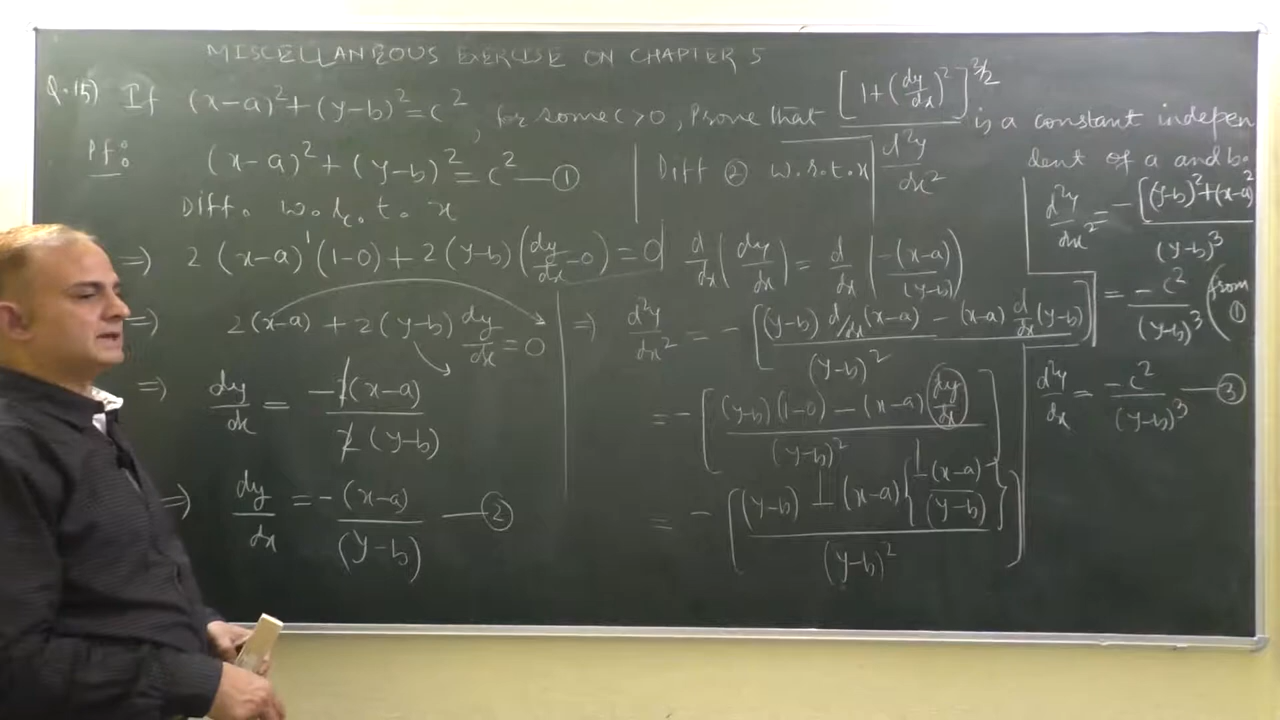 MISCELLANEOUS EXERCISE ON CHAPTER 5
Q.15) If (x-a)² + (y-b)² = c², for some c>0, Prove that [1+(dy/dx)²]^(3/2) / (d²y/dx²) is a constant indepen
dent of a and b.
Pf:
(x-a)² + (y-b)² = c² — ①
Diff. w.r.t. x
⇒ 2(x-a)¹(1-0) + 2(y-b)(dy/dx - 0) = 0
⇒ 2(x-a) + 2(y-b) dy/dx = 0
⇒ dy/dx = -2(x-a) / 2(y-b)
⇒ dy/dx = -(x-a) / (y-b) — ②
Diff ② w.r.t. x
d/dx (dy/dx) = d/dx (-(x-a) / (y-b))
⇒ d²y/dx² = -[(y-b) d/dx (x-a) - (x-a) d/dx (y-b) / (y-b)²]
= -[(y-b)(1-0) - (x-a) dy/dx / (y-b)²]
= -[(y-b) - (x-a){-(x-a)/(y-b)} / (y-b)²]
d²y/dx² = -[(y-b)² + (x-a)² / (y-b)³
= -c² / (y-b)³ (from ①
d²y/dx = -c² / (y-b)³ — ③